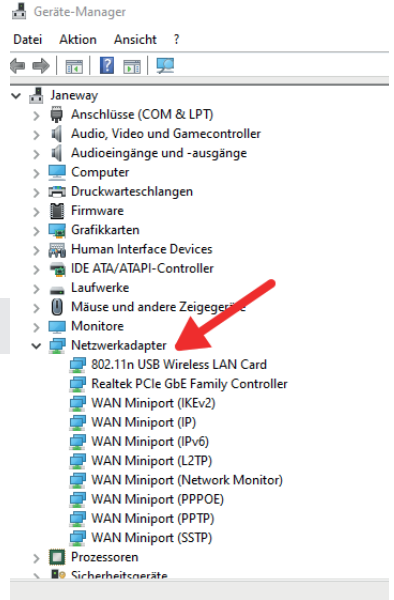 Geräte-Manager
Datei Aktion Ansicht ?
Janeway
Anschlüsse (COM & LPT)
Audio, Video und Gamecontroller
Audioeingänge und -ausgänge
Computer
Druckwarteschlangen
Firmware
Grafikkarten
Human Interface Devices
IDE ATA/ATAPI-Controller
Laufwerke
Mäuse und andere Zeigegeräte
Monitore
Netzwerkadapter
802.11n USB Wireless LAN Card
Realtek PCIe GbE Family Controller
WAN Miniport (IKEv2)
WAN Miniport (IP)
WAN Miniport (IPv6)
WAN Miniport (L2TP)
WAN Miniport (Network Monitor)
WAN Miniport (PPPOE)
WAN Miniport (PPTP)
WAN Miniport (SSTP)
Prozessoren
Sicherheitsgeräte